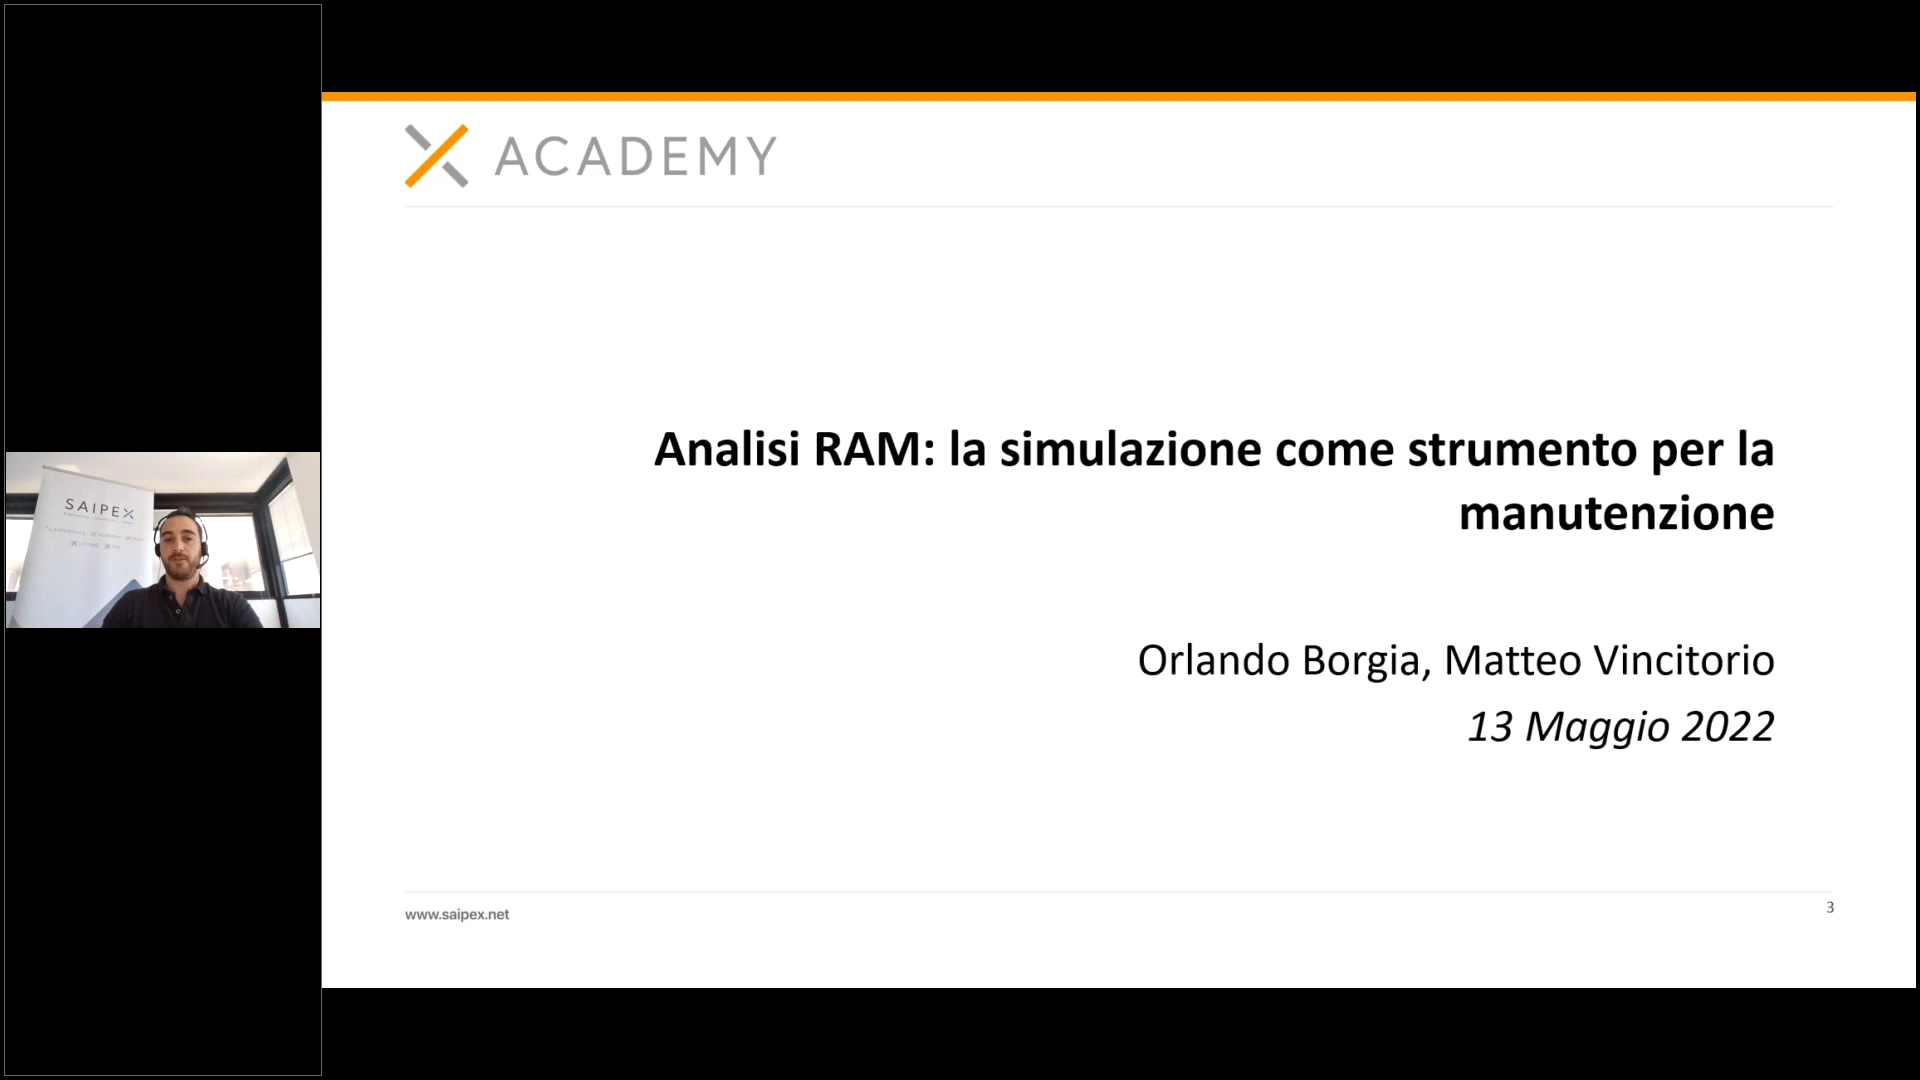 ACADEMY
Analisi RAM: la simulazione come strumento per la
manutenzione
Orlando Borgia, Matteo Vincitorio
13 Maggio 2022
www.saipex.net
3
SAIPEX